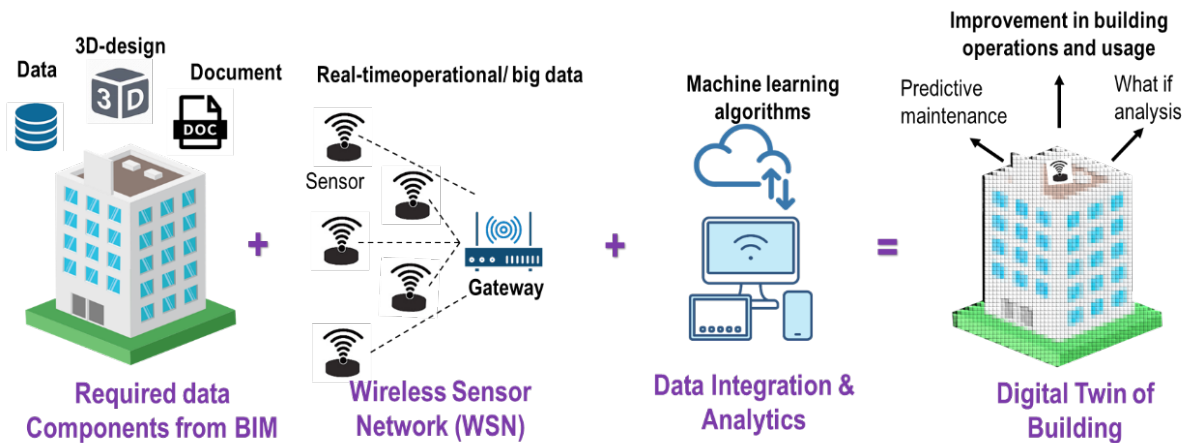 Data
3D-design
Document
3D
DOC
Required data
Components from BIM
+
Real-timeoperational/ big data
Sensor
Gateway
Wireless Sensor
Network (WSN)
+
Machine learning
algorithms
Data Integration &
Analytics
=
Improvement in building
operations and usage
Predictive
maintenance
What if
analysis
Digital Twin of
Building